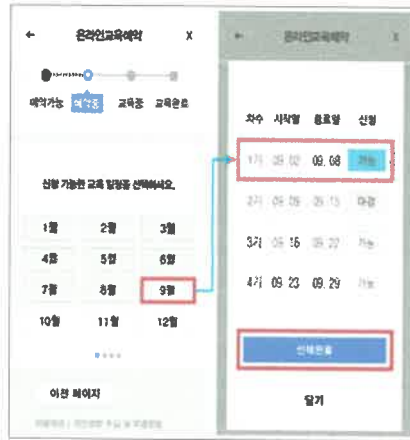 ← 온라인교육예약 X
예약가능 예약중 교육중 교육완료
신청 가능한 교육 일정을 선택하세요.
1월 2월 3월
4월 5월 6월
7월 8월 9월
10월 11월 12월
이전 페이지
← 온라인교육예약 X
차수 시작일 종료일 신청
1기 09. 02 09. 08 가능
2기 09. 09 09. 15 마감
3기 09. 16 09. 22 가능
4기 09. 23 09. 29 가능
선택완료
닫기